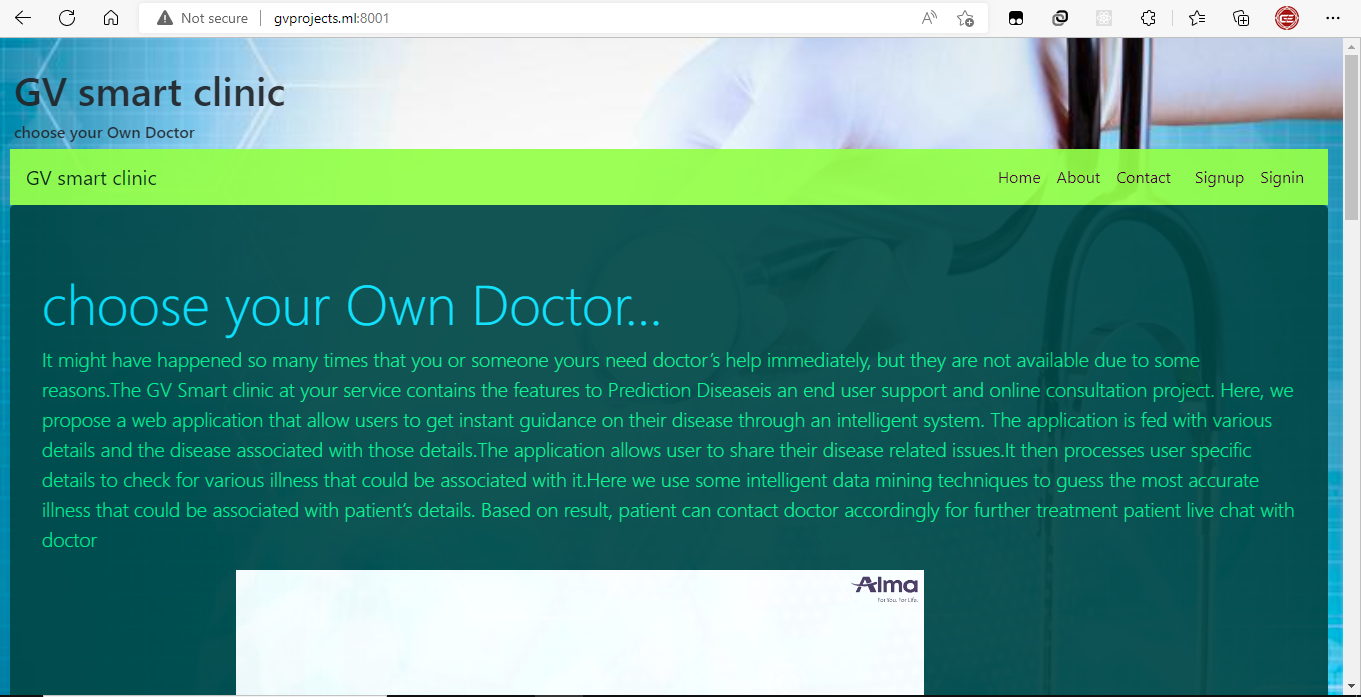 Not secure
gvprojects.ml:8001
GV smart clinic
choose your Own Doctor
GV smart clinic
Home About Contact Signup Signin
choose your Own Doctor...
It might have happened so many times that you or someone yours need doctor's help immediately, but they are not available due to some
reasons.The GV Smart clinic at your service contains the features to Prediction Diseaseis an end user support and online consultation project. Here, we
propose a web application that allow users to get instant guidance on their disease through an intelligent system. The application is fed with various
details and the disease associated with those details.The application allows user to share their disease related issues.It then processes user specific
details to check for various illness that could be associated with it.Here we use some intelligent data mining techniques to guess the most accurate
illness that could be associated with patient's details. Based on result, patient can contact doctor accordingly for further treatment patient live chat with
doctor
Alma
For You. For Life.